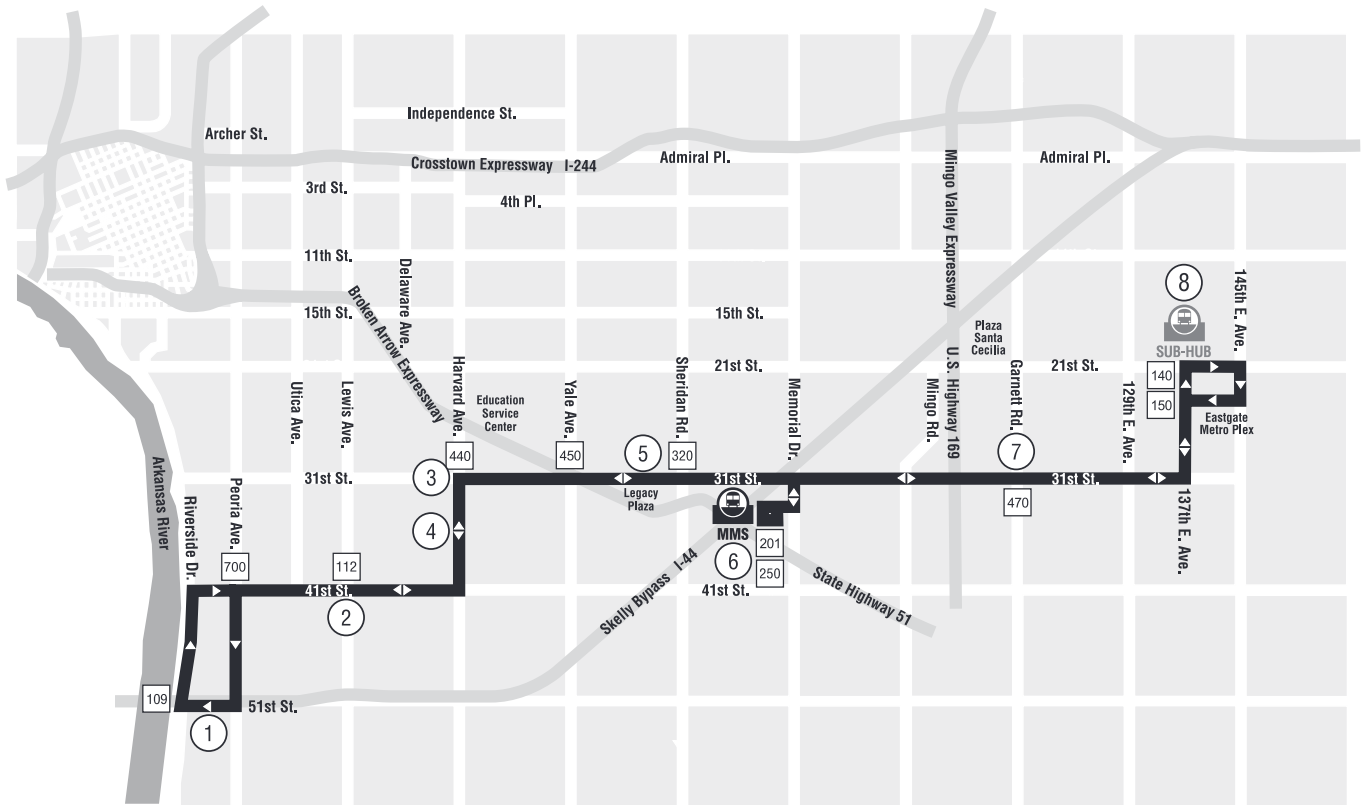 Independence St.
Archer St.
Crosstown Expressway I-244
Admiral Pl.
Admiral Pl.
3rd St.
4th Pl.
11th St.
15th St.
15th St.
Delaware Ave.
Broken Arrow Expressway
Mingo Valley Expressway
U.S. Highway 169
Plaza
Santa
Cecilia
8
SUB-HUB
145th E. Ave.
21st St.
21st St.
Utica Ave.
Lewis Ave.
Harvard Ave.
Education
Service
Center
Yale Ave.
Sheridan Rd.
Memorial Dr.
Mingo Rd.
Garnett Rd.
129th E. Ave.
140
150
Eastgate
Metro Plex
440
450
5
320
7
3
31st St.
31st St.
31st St.
Legacy
Plaza
470
137th E. Ave.
Arkansas River
Riverside Dr.
Peoria Ave.
4
MMS
6
201
250
700
112
41st St.
41st St.
2
Skelly Bypass I-44
State Highway 51
109
51st St.
1